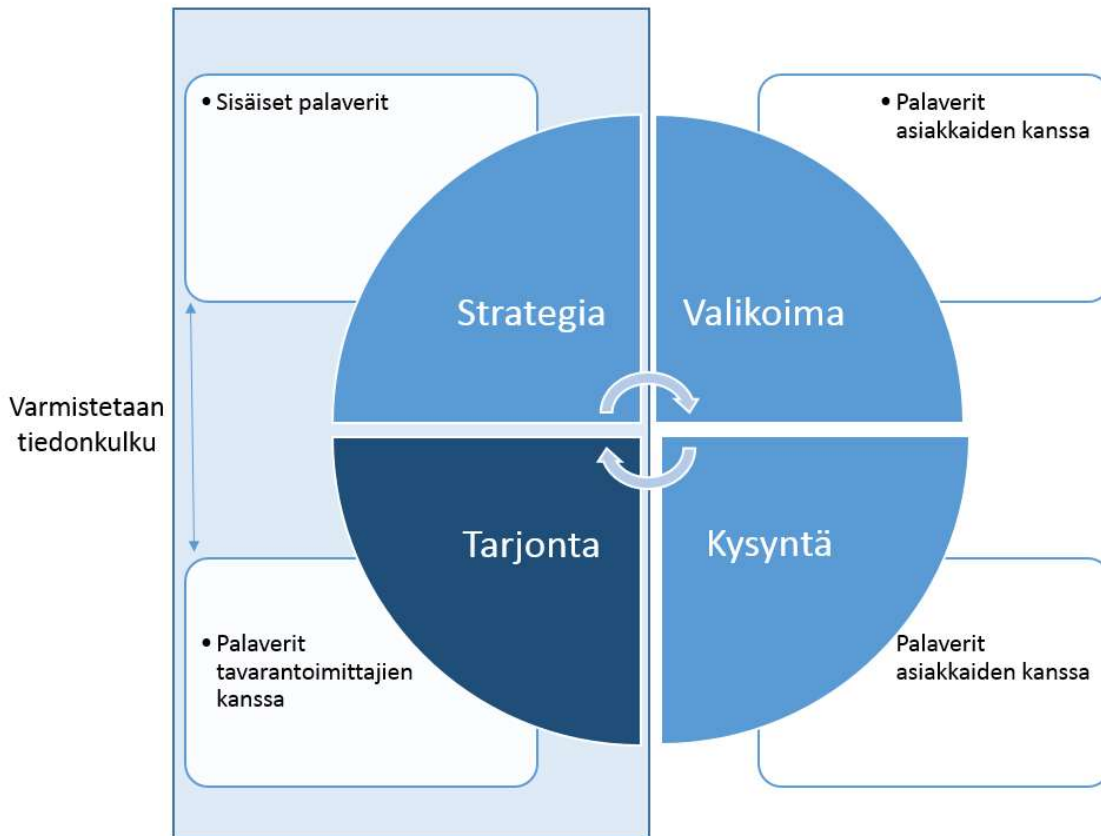 • Sisäiset palaverit
• Palaverit
asiakkaiden kanssa
Strategia
Valikoima
Varmistetaan
tiedonkulku
Tarjonta
Kysyntä
• Palaverit
tavarantoimittajien
kanssa
Palaverit
asiakkaiden kanssa